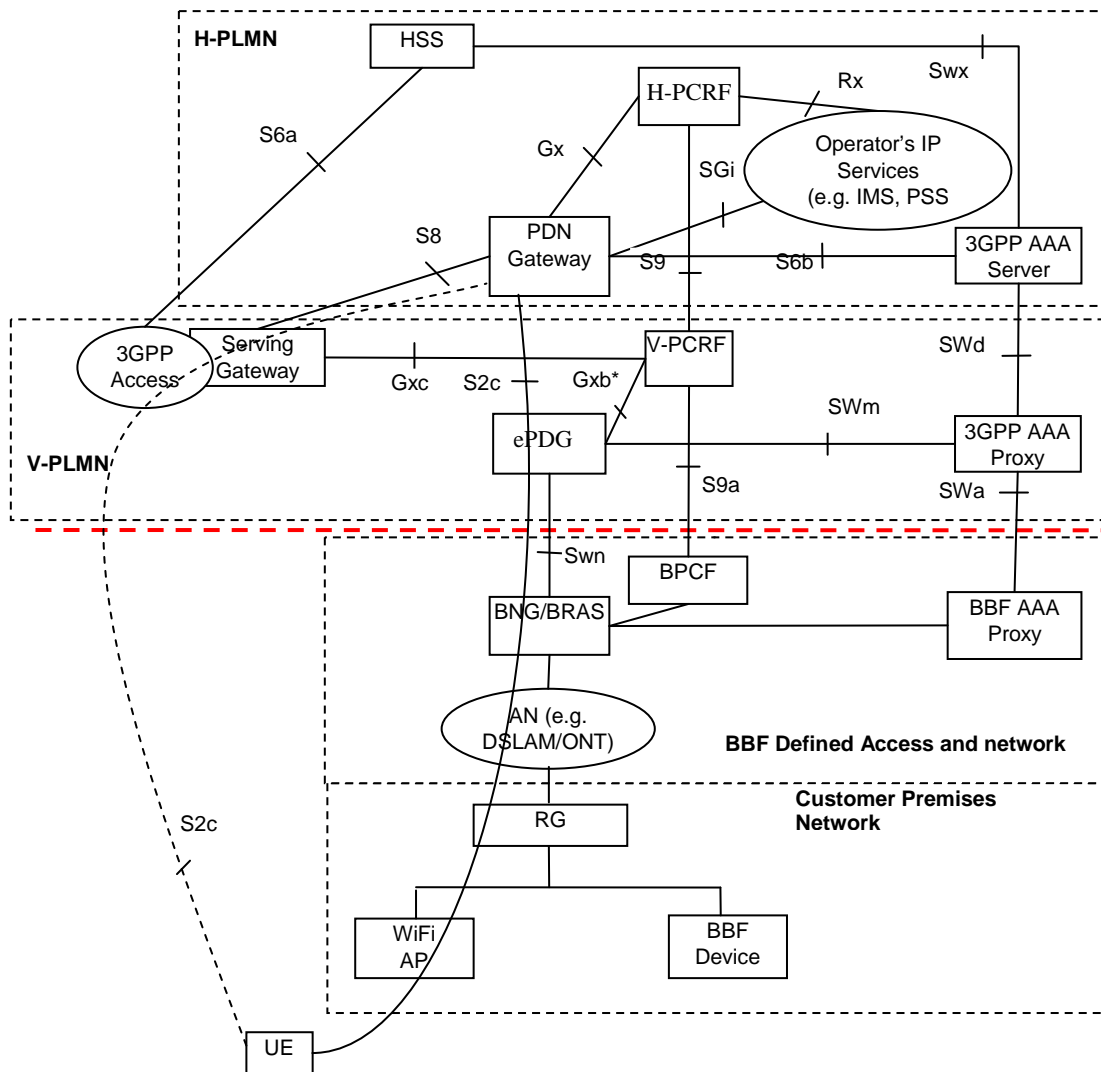 H-PLMN
HSS
Swx
H-PCRF
Rx
S6a
Gx
SGi
Operator's IP
Services
(e.g. IMS, PSS
S8
PDN
Gateway
S9
S6b
3GPP AAA
Server
3GPP
Access
Serving
Gateway
V-PCRF
SWd
Gxc
S2c
Gxb*
SWm
ePDG
3GPP AAA
Proxy
V-PLMN
S9a
SWa
Swn
BPCF
BNG/BRAS
BBF AAA
Proxy
AN (e.g.
DSLAM/ONT)
BBF Defined Access and network
Customer Premises
Network
RG
S2c
WiFi
AP
BBF
Device
UE